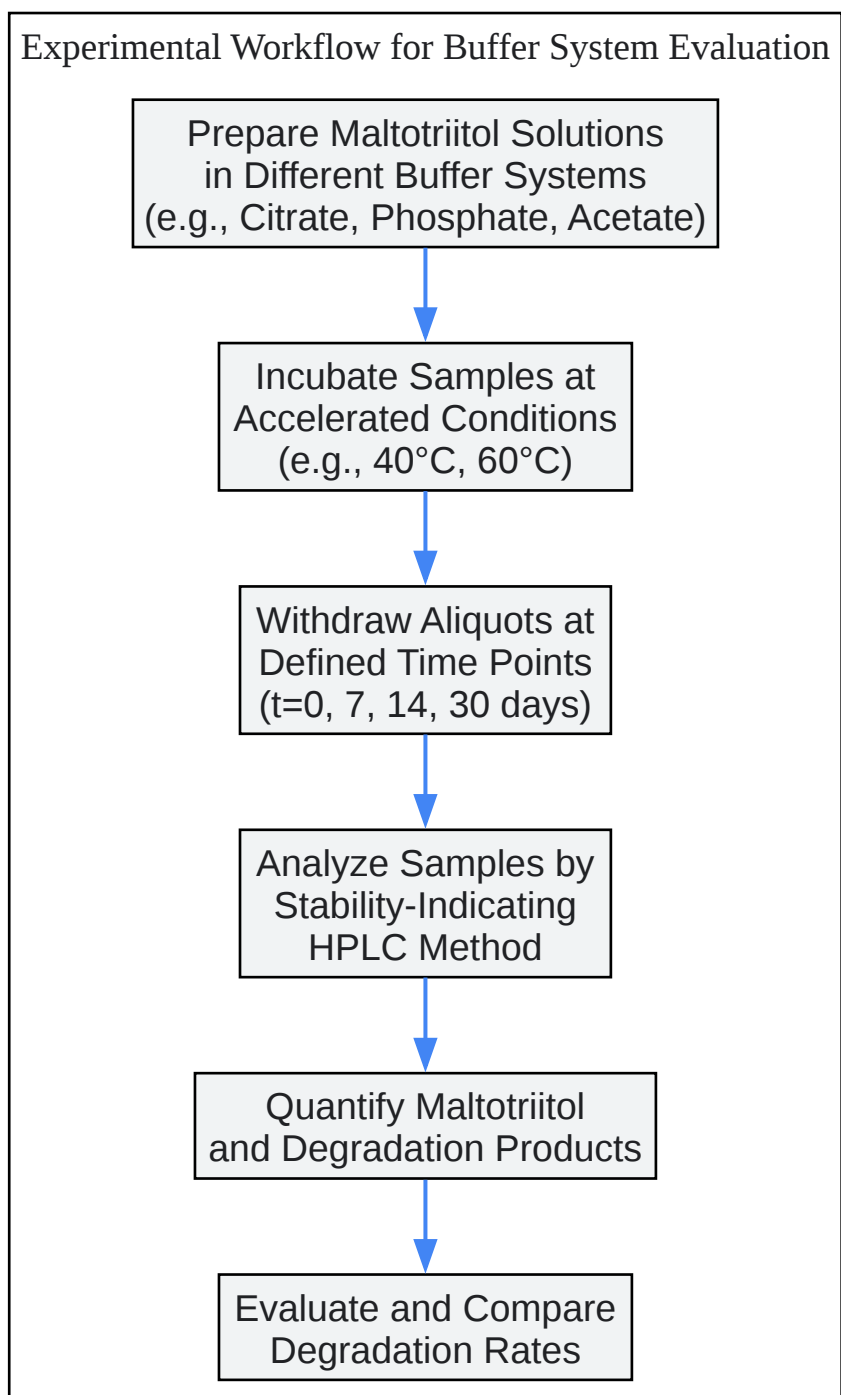 Experimental Workflow for Buffer System Evaluation
Prepare Maltotriitol Solutions
in Different Buffer Systems
(e.g., Citrate, Phosphate, Acetate)
Incubate Samples at
Accelerated Conditions
(e.g., 40°C, 60°C)
Withdraw Aliquots at
Defined Time Points
(t=0, 7, 14, 30 days)
Analyze Samples by
Stability-Indicating
HPLC Method
Quantify Maltotriitol
and Degradation Products
Evaluate and Compare
Degradation Rates